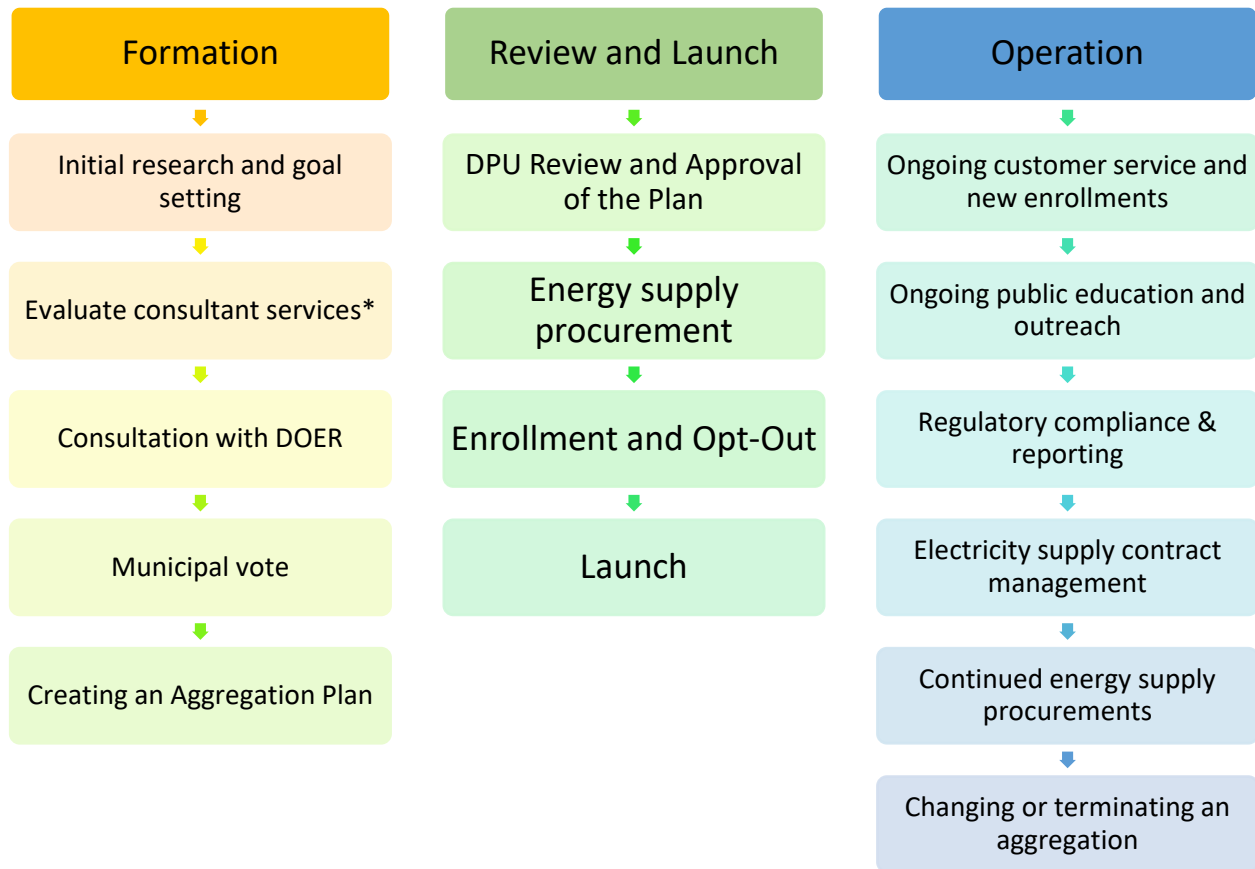 Formation
Initial research and goal
setting
Evaluate consultant services*
Consultation with DOER
Municipal vote
Creating an Aggregation Plan
Review and Launch
DPU Review and Approval
of the Plan
Energy supply
procurement
Enrollment and Opt-Out
Launch
Operation
Ongoing customer service and
new enrollments
Ongoing public education and
outreach
Regulatory compliance &
reporting
Electricity supply contract
management
Continued energy supply
procurements
Changing or terminating an
aggregation